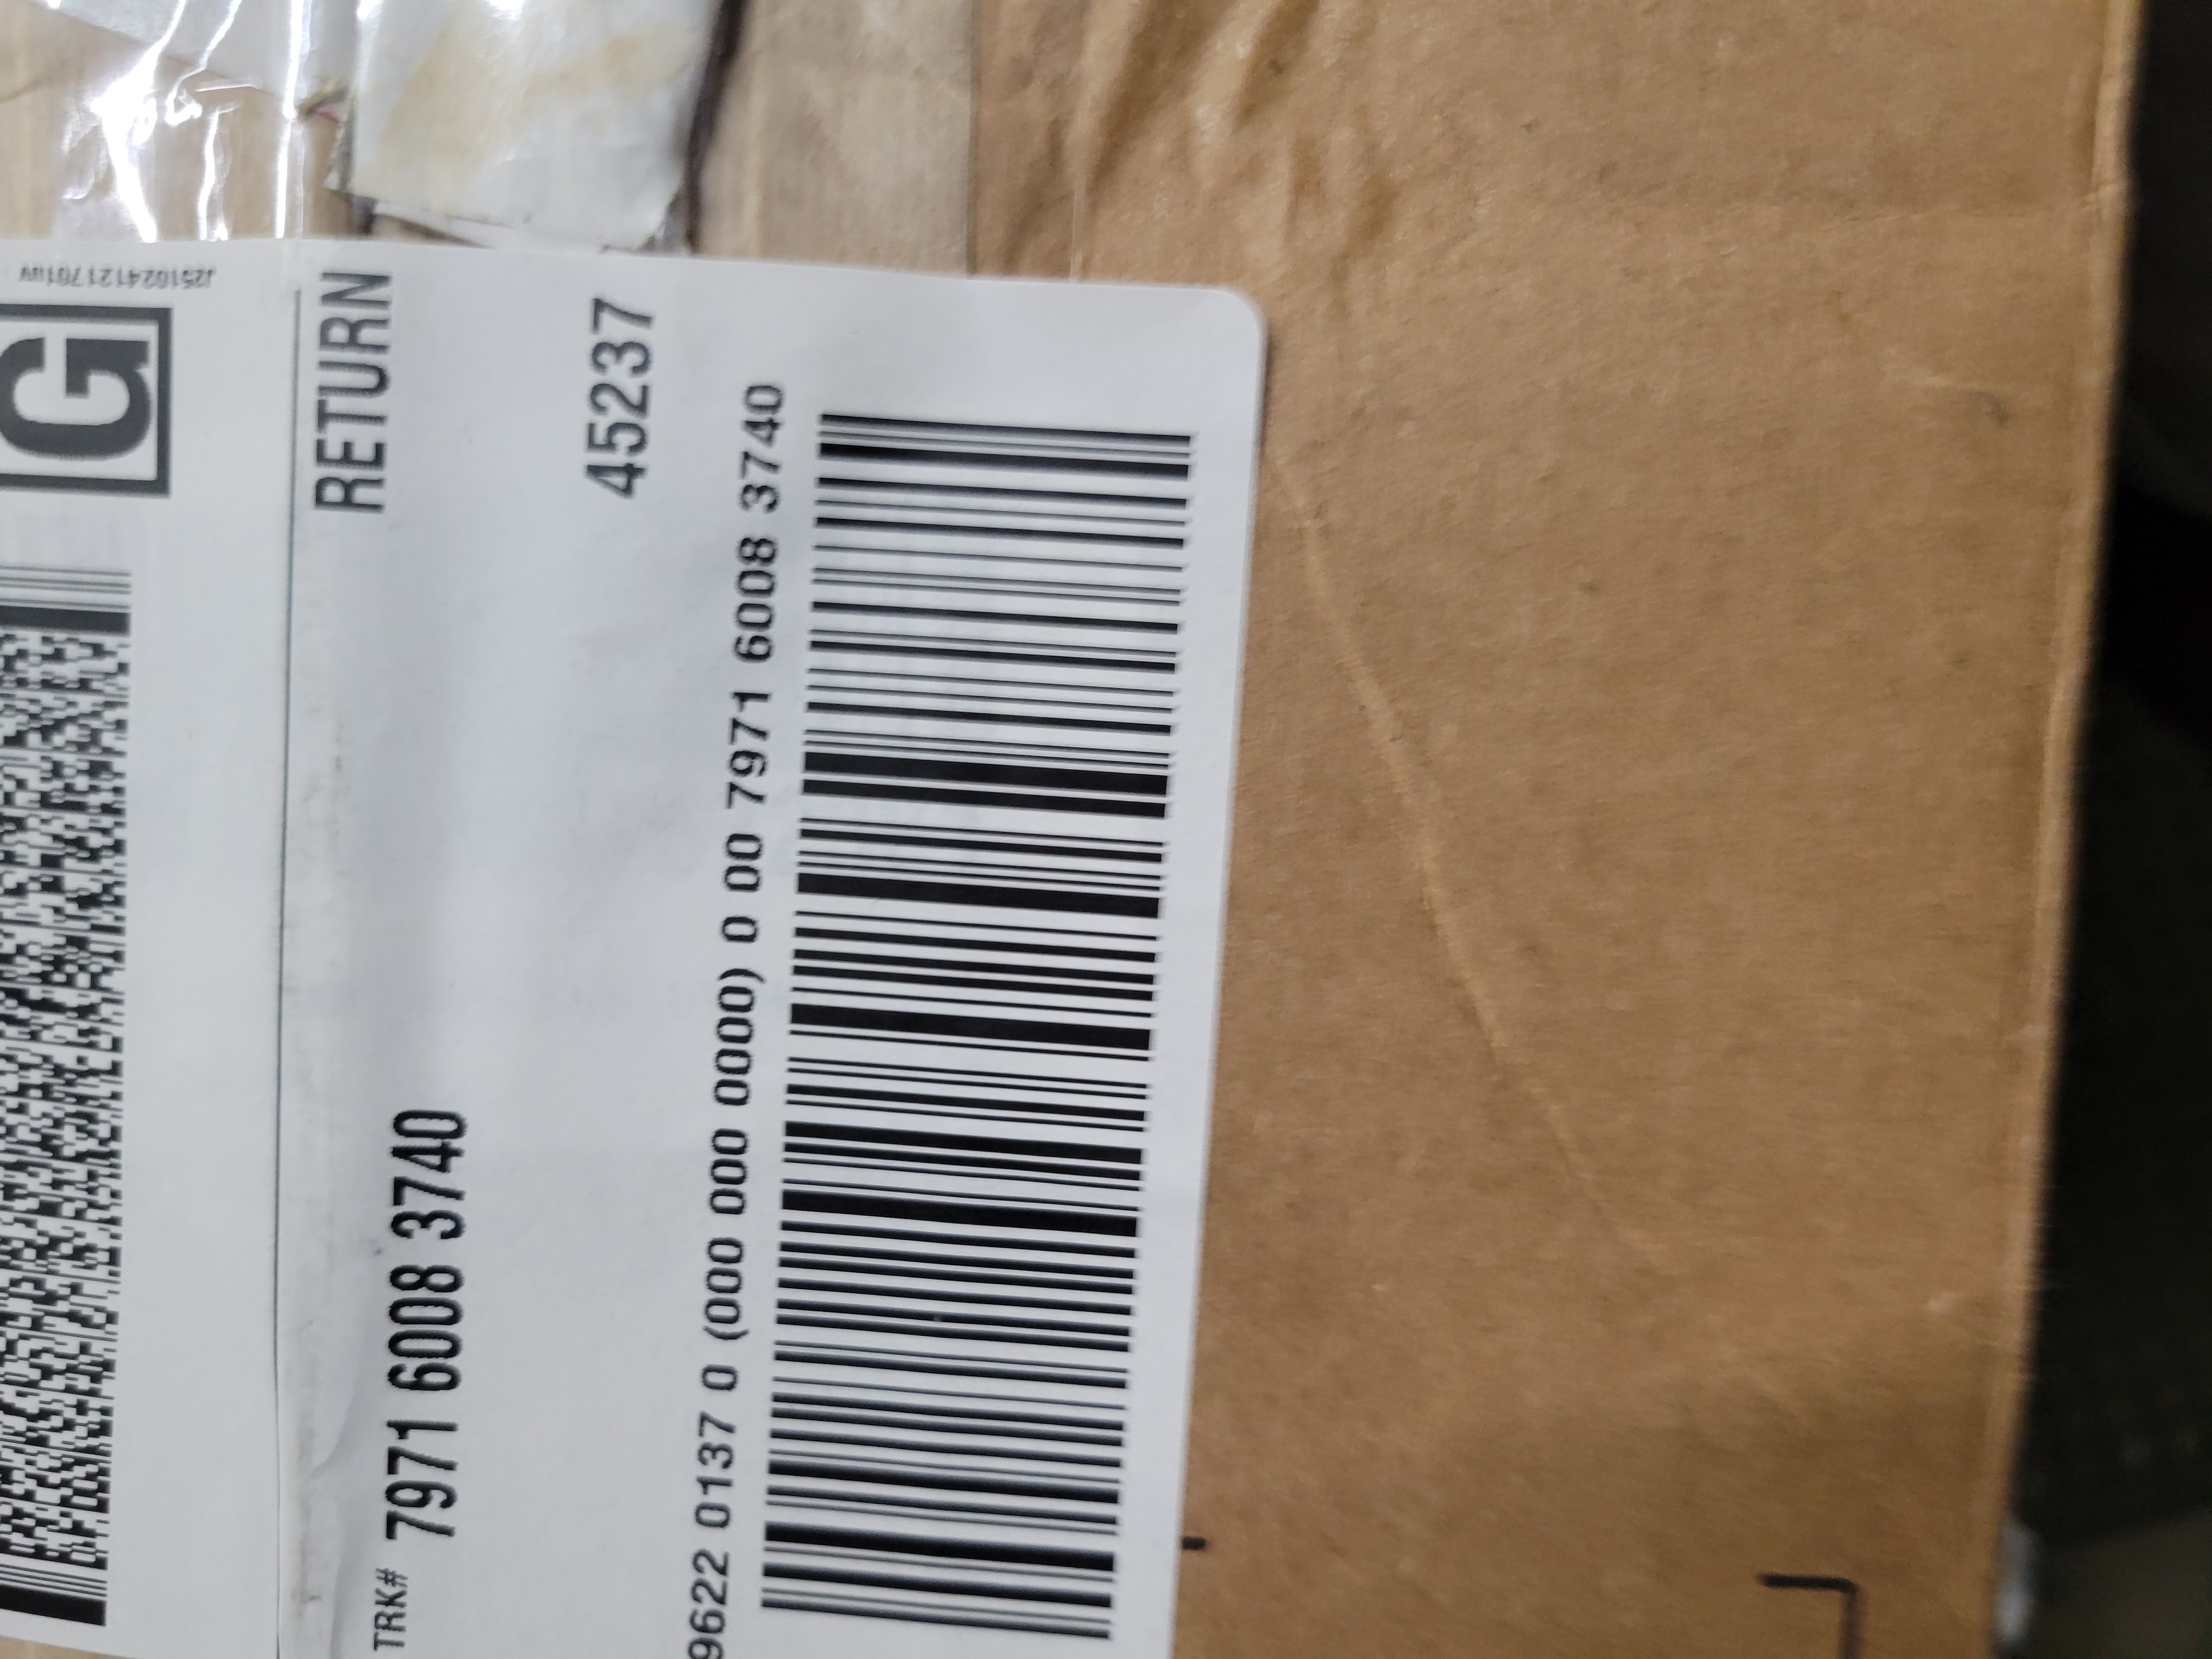 J251024121701uv
G
RETURN
TRK# 7971 6008 3740
45237
9622 0137 0 (000 000 0000) 0 00 7971 6008 3740